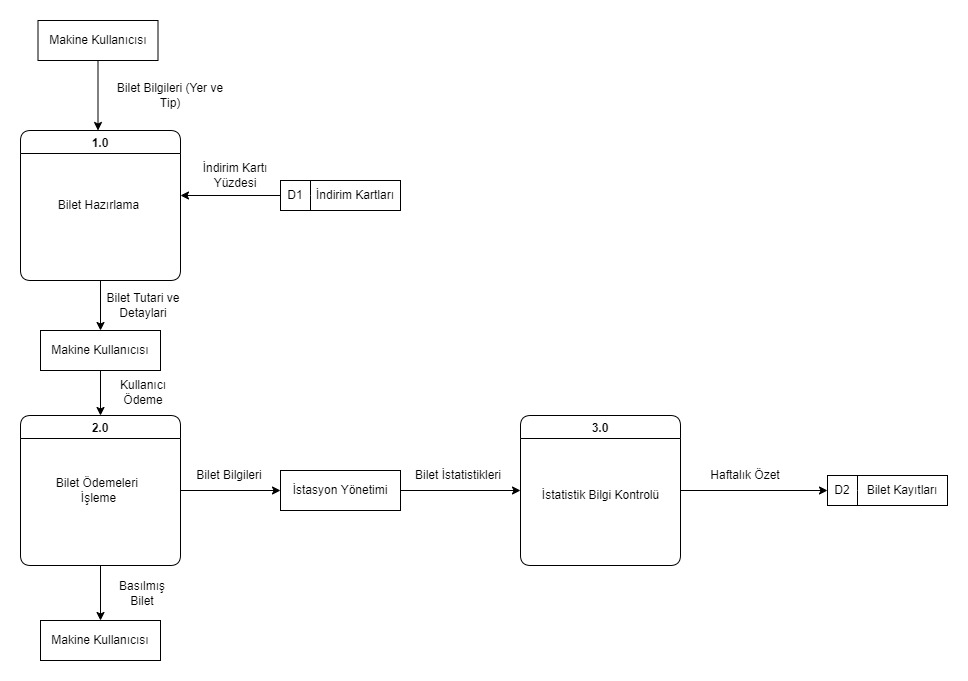 Makine Kullanıcısı
Bilet Bilgileri (Yer ve
Tip)
1.0
Bilet Hazırlama
İndirim Kartı
Yüzdesi
D1
İndirim Kartları
Bilet Tutari ve
Detaylari
Makine Kullanıcısı
Kullanıcı
Ödeme
2.0
Bilet Ödemeleri
İşleme
Bilet Bilgileri
İstasyon Yönetimi
Bilet İstatistikleri
3.0
İstatistik Bilgi Kontrolü
Haftalık Özet
D2
Bilet Kayıtları
Basılmış
Bilet
Makine Kullanıcısı